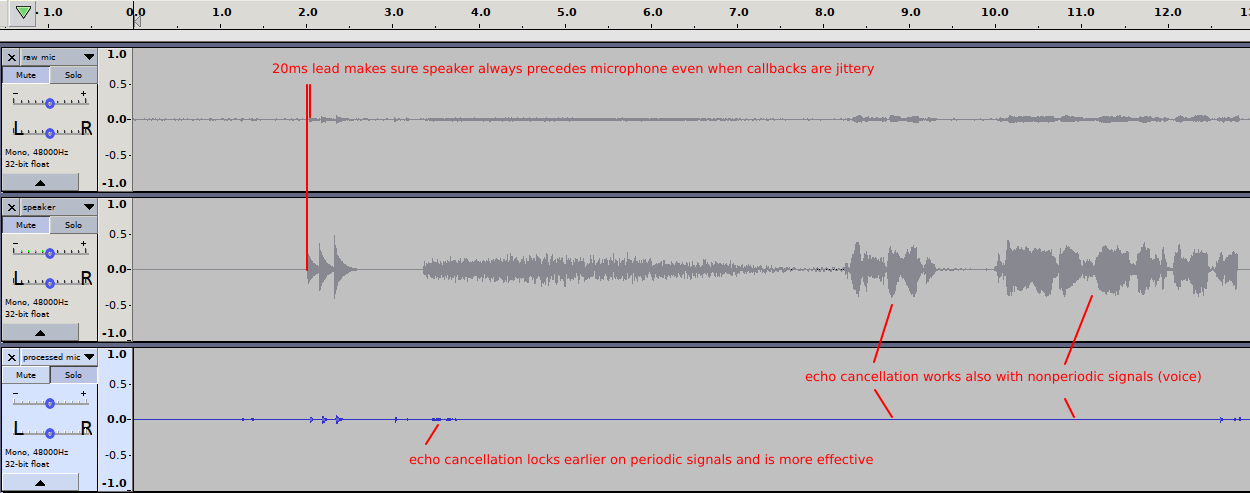 1.0 0.0 1.0 2.0 3.0 4.0 5.0 6.0 7.0 8.0 9.0 10.0 11.0 12.0 13
raw mic
Mute Solo
- +
L R
Mono, 48000Hz
32-bit float
1.0
0.5
0.0
-0.5
-1.0
20ms lead makes sure speaker always precedes microphone even when callbacks are jittery
speaker
Mute Solo
- +
L R
Mono, 48000Hz
32-bit float
1.0
0.5
0.0
-0.5
-1.0
echo cancellation works also with nonperiodic signals (voice)
processed mic
Mute Solo
- +
L R
Mono, 48000Hz
32-bit float
1.0
0.5
0.0
-0.5
-1.0
echo cancellation locks earlier on periodic signals and is more effective